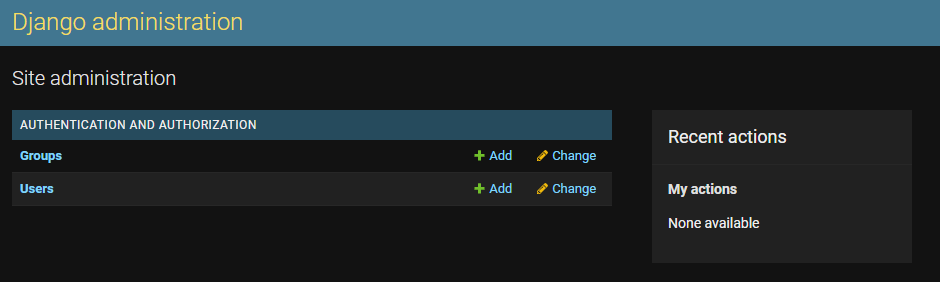 Django administration
Site administration
AUTHENTICATION AND AUTHORIZATION
Groups Add Change
Users Add Change
Recent actions
My actions
None available